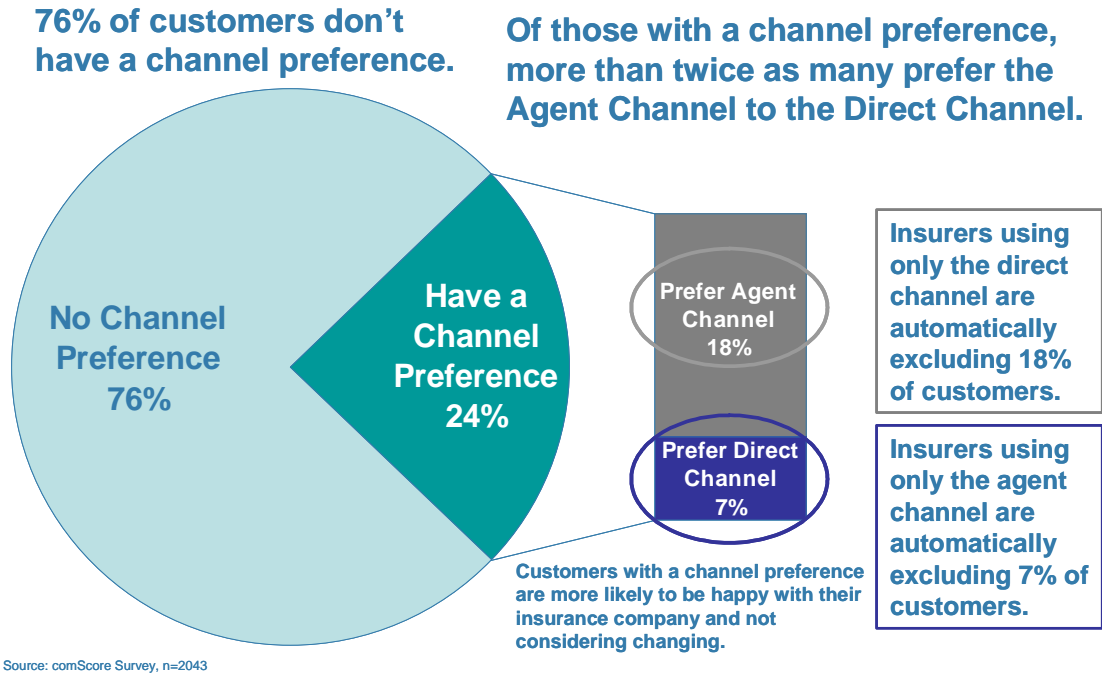 76% of customers don't
have a channel preference.
Of those with a channel preference,
more than twice as many prefer the
Agent Channel to the Direct Channel.
No Channel
Preference
76%
Have a
Channel
Preference
24%
Prefer Agent
Channel
18%
Prefer Direct
Channel
7%
Insurers using
only the direct
channel are
automatically
excluding 18%
of customers.
Insurers using
only the agent
channel are
automatically
excluding 7% of
customers.
Customers with a channel preference
are more likely to be happy with their
insurance company and not
considering changing.
Source: comScore Survey, n=2043